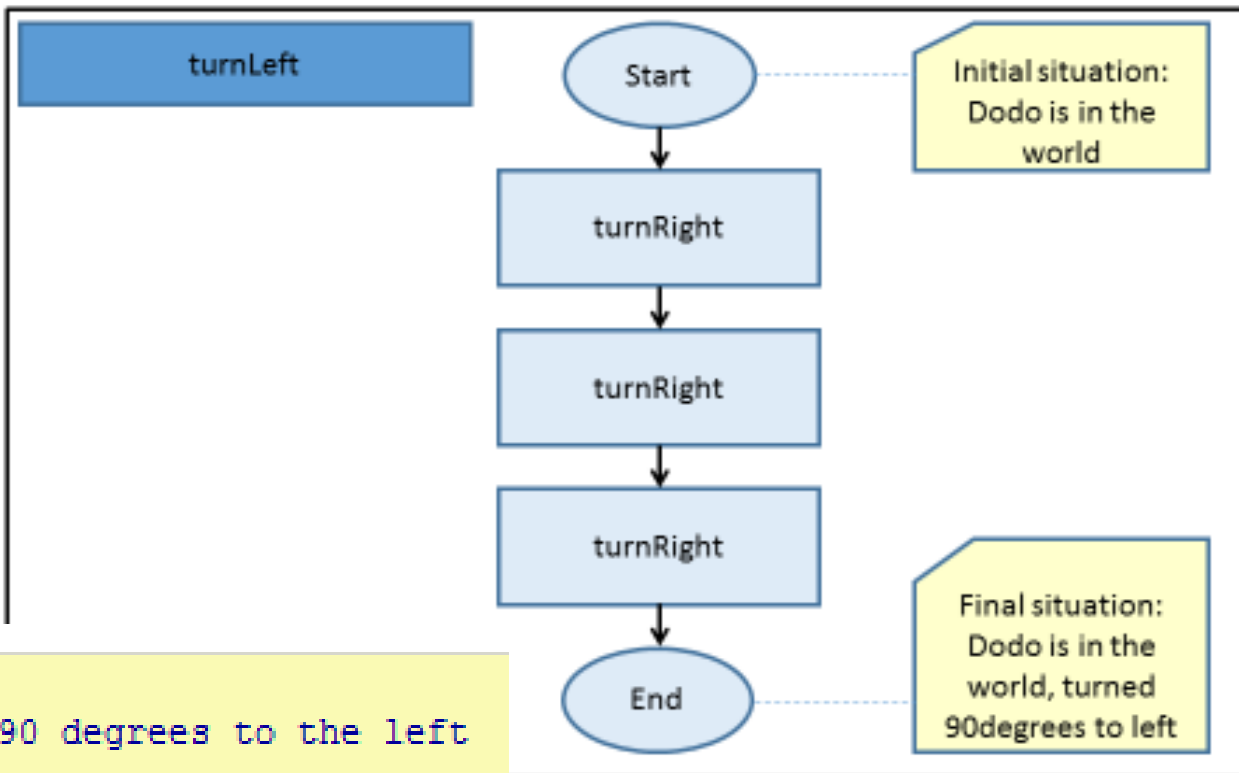 turnLeft
Start
Initial situation:
Dodo is in the
world
turnRight
turnRight
turnRight
End
Final situation:
Dodo is in the
world, turned
90degrees to left
90 degrees to the left